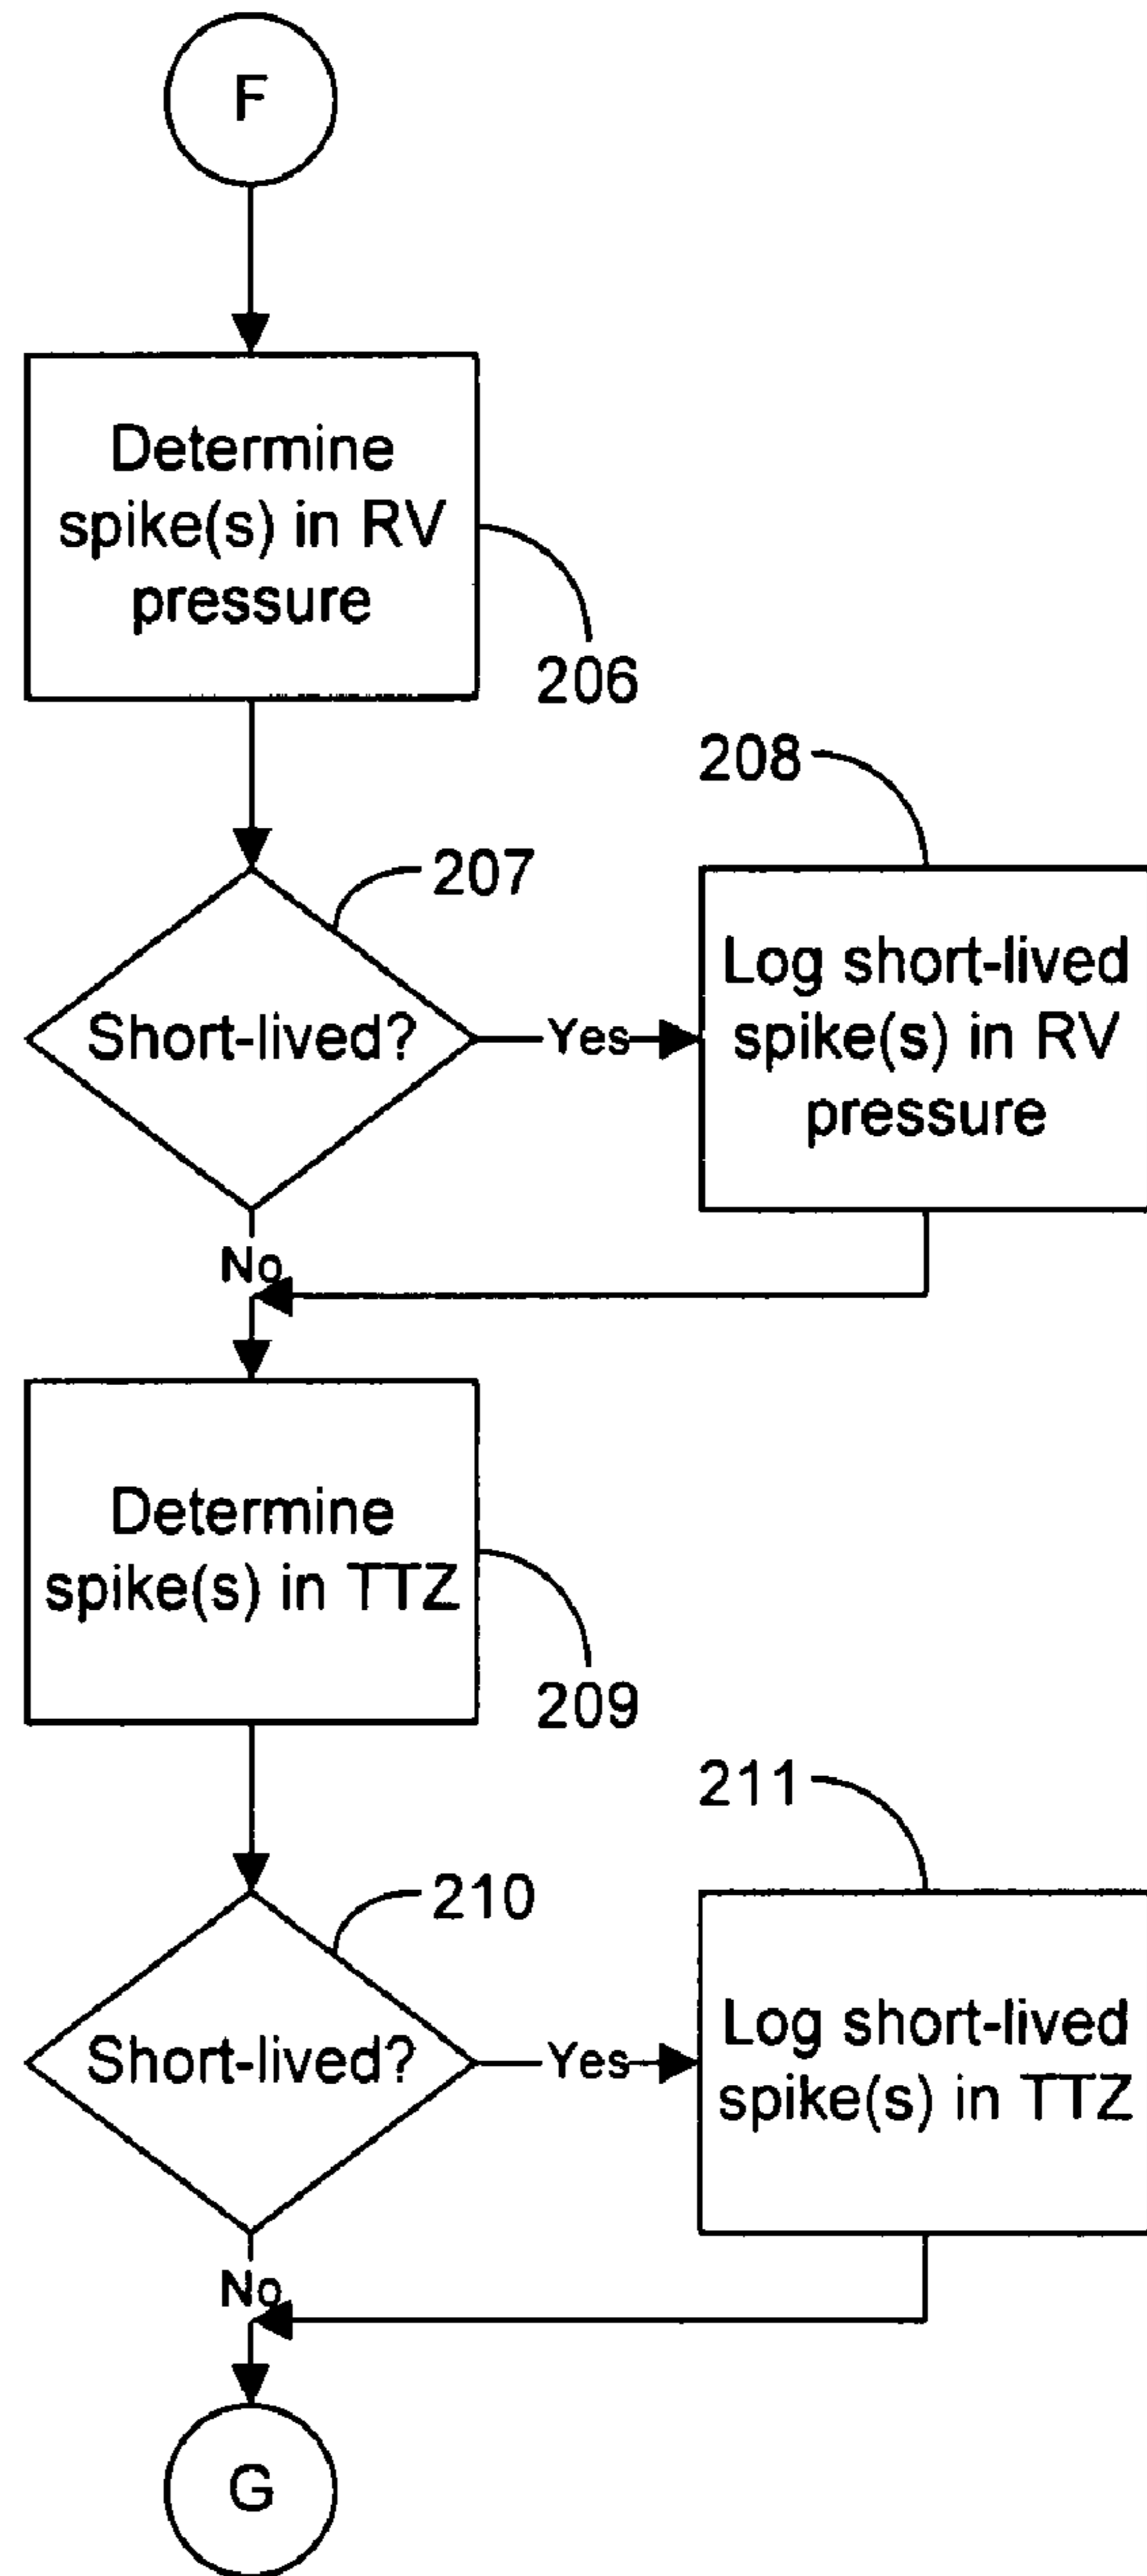 F
Determine
spike(s) in RV
pressure
206
208
207
Short-lived?
Yes
Log short-lived
spike(s) in RV
pressure
No
Determine
spike(s) in TTZ
209
211
210
Short-lived?
Yes
Log short-lived
spike(s) in TTZ
No
G